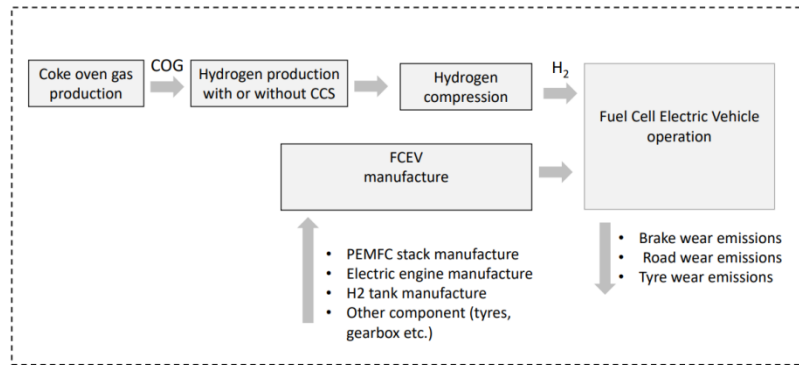 COG
Coke oven gas
production
Hydrogen production
with or without CCS
Hydrogen
compression
H₂
Fuel Cell Electric Vehicle
operation
FCEV
manufacture
• PEMFC stack manufacture
• Electric engine manufacture
• H2 tank manufacture
• Other component (tyres,
gearbox etc.)
• Brake wear emissions
• Road wear emissions
• Tyre wear emissions